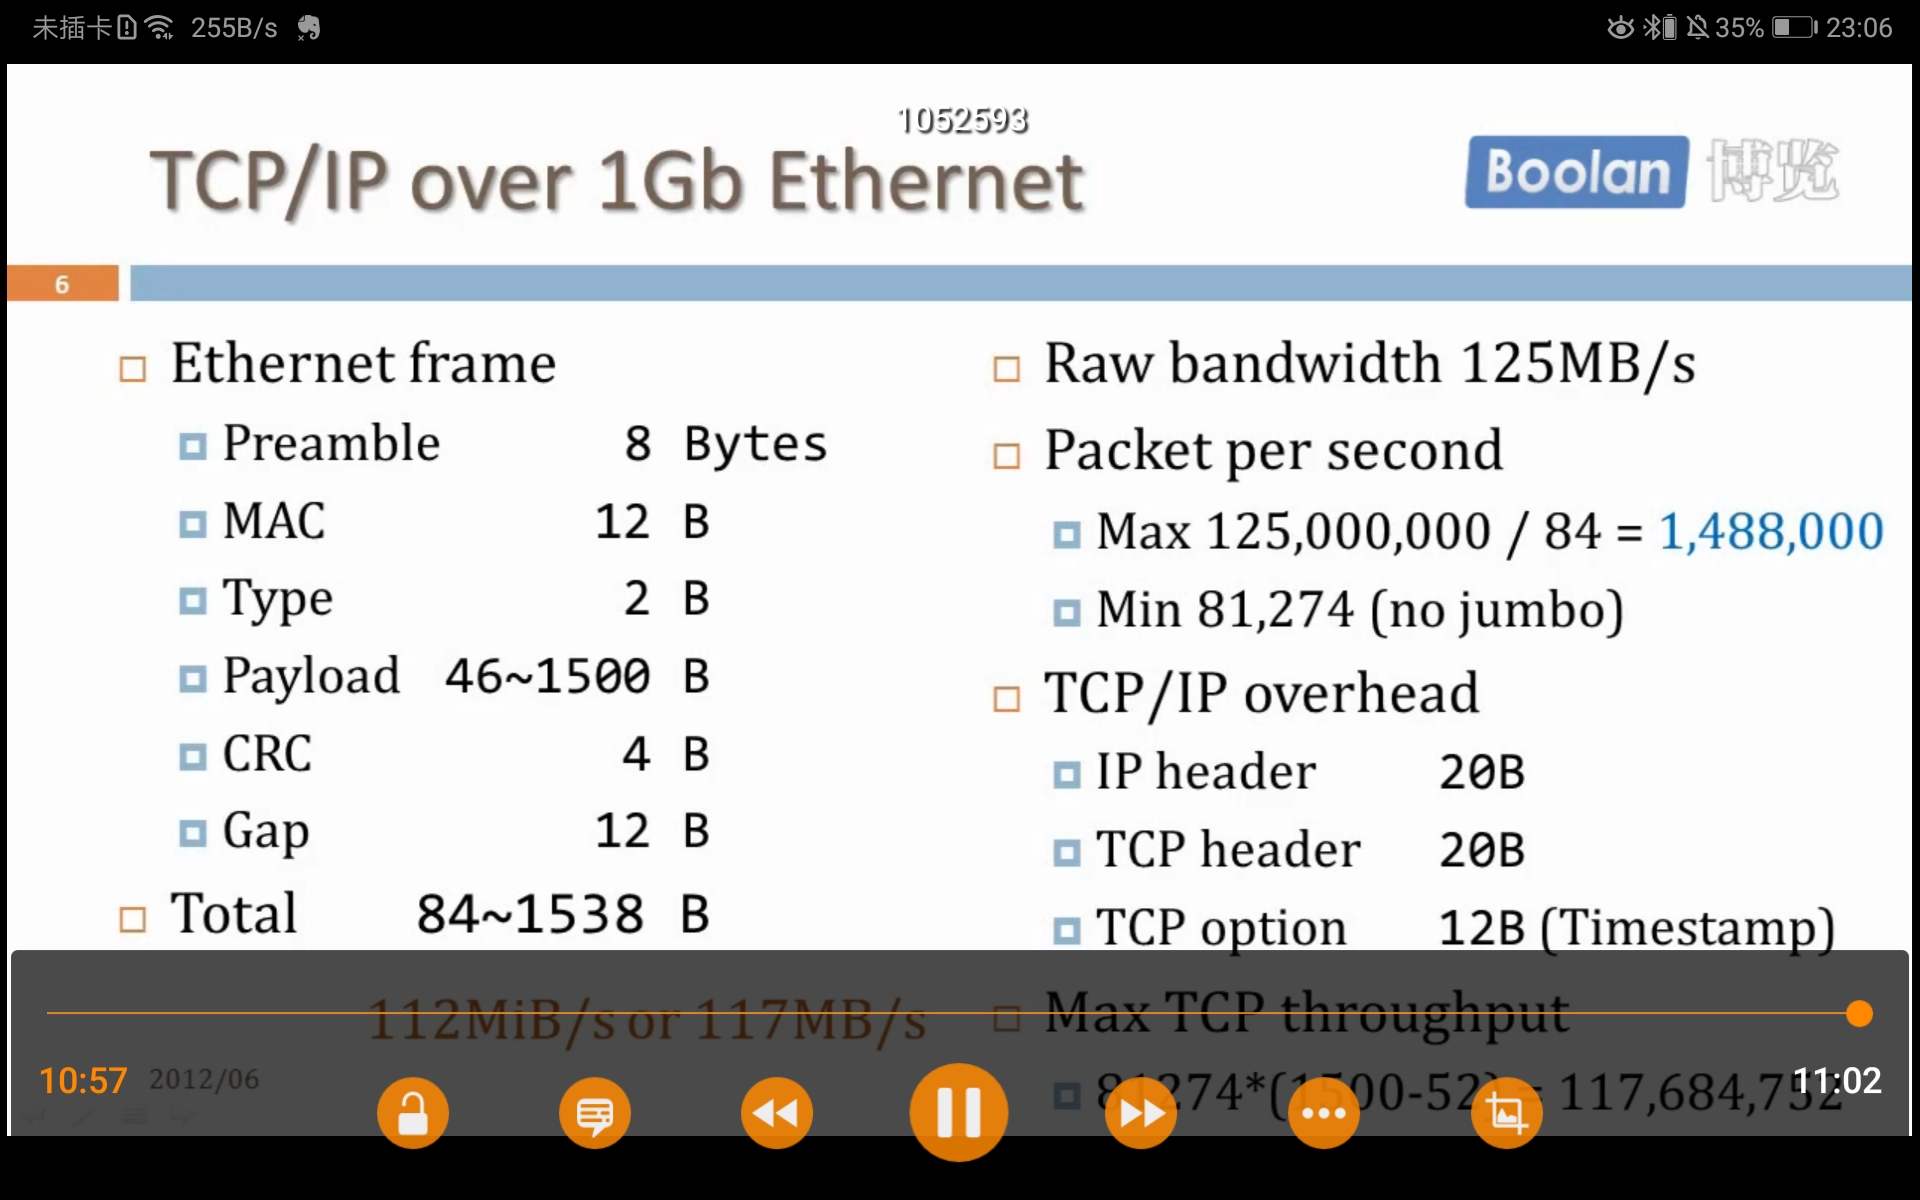 未插卡 255B/s 35% 23:06
1052593
TCP/IP over 1Gb Ethernet
Boolan 博览
6
Ethernet frame
Preamble 8 Bytes
MAC 12 B
Type 2 B
Payload 46~1500 B
CRC 4 B
Gap 12 B
Total 84~1538 B
112MiB/s or 117MB/s
Raw bandwidth 125MB/s
Packet per second
Max 125,000,000 / 84 = 1,488,000
Min 81,274 (no jumbo)
TCP/IP overhead
IP header 20B
TCP header 20B
TCP option 12B (Timestamp)
Max TCP throughput
81274*(1500-52) = 117,684,752
10:57 2012/06 11:02